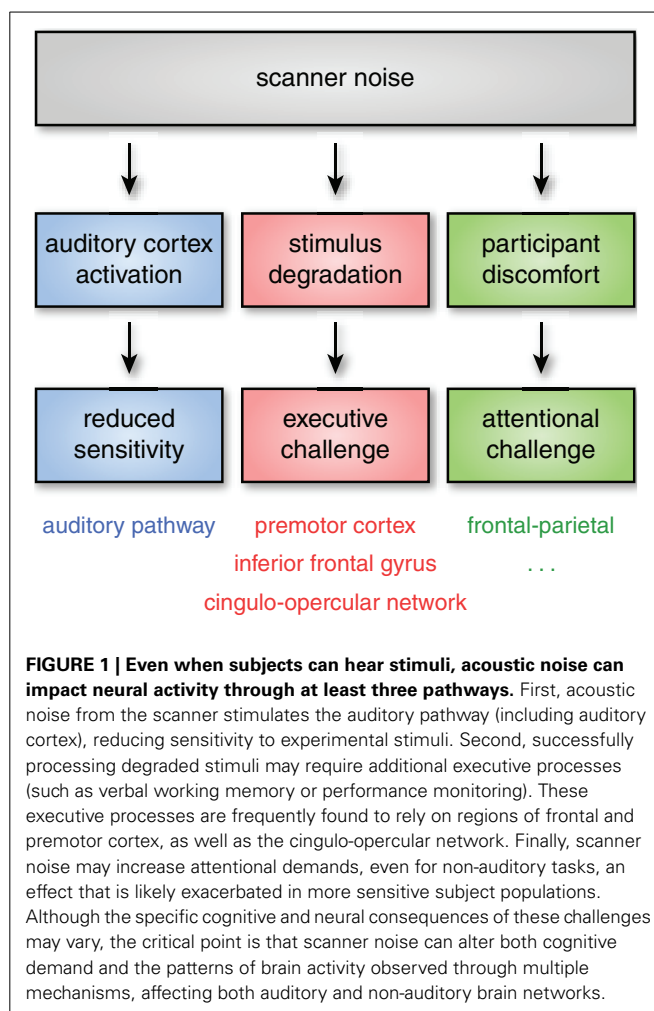 scanner noise
auditory cortex
activation
stimulus
degradation
participant
discomfort
reduced
sensitivity
executive
challenge
attentional
challenge
auditory pathway
premotor cortex
inferior frontal gyrus
cingulo-opercular network
frontal-parietal
. . .
FIGURE 1 | Even when subjects can hear stimuli, acoustic noise can
impact neural activity through at least three pathways. First, acoustic
noise from the scanner stimulates the auditory pathway (including auditory
cortex), reducing sensitivity to experimental stimuli. Second, successfully
processing degraded stimuli may require additional executive processes
(such as verbal working memory or performance monitoring). These
executive processes are frequently found to rely on regions of frontal and
premotor cortex, as well as the cingulo-opercular network. Finally, scanner
noise may increase attentional demands, even for non-auditory tasks, an
effect that is likely exacerbated in more sensitive subject populations.
Although the specific cognitive and neural consequences of these challenges
may vary, the critical point is that scanner noise can alter both cognitive
demand and the patterns of brain activity observed through multiple
mechanisms, affecting both auditory and non-auditory brain networks.